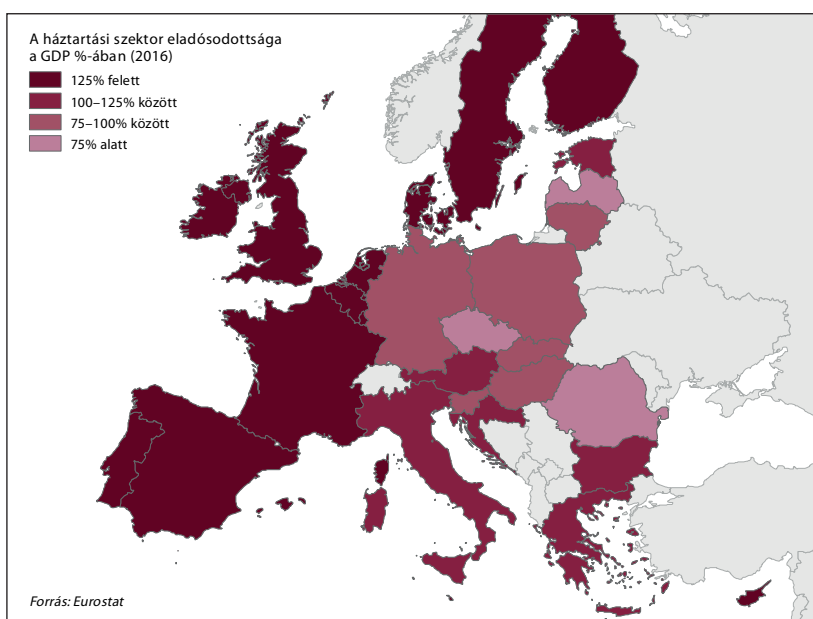 A háztartási szektor eladósodottsága
a GDP %-ában (2016)
125% felett
100–125% között
75–100% között
75% alatt
Forrás: Eurostat